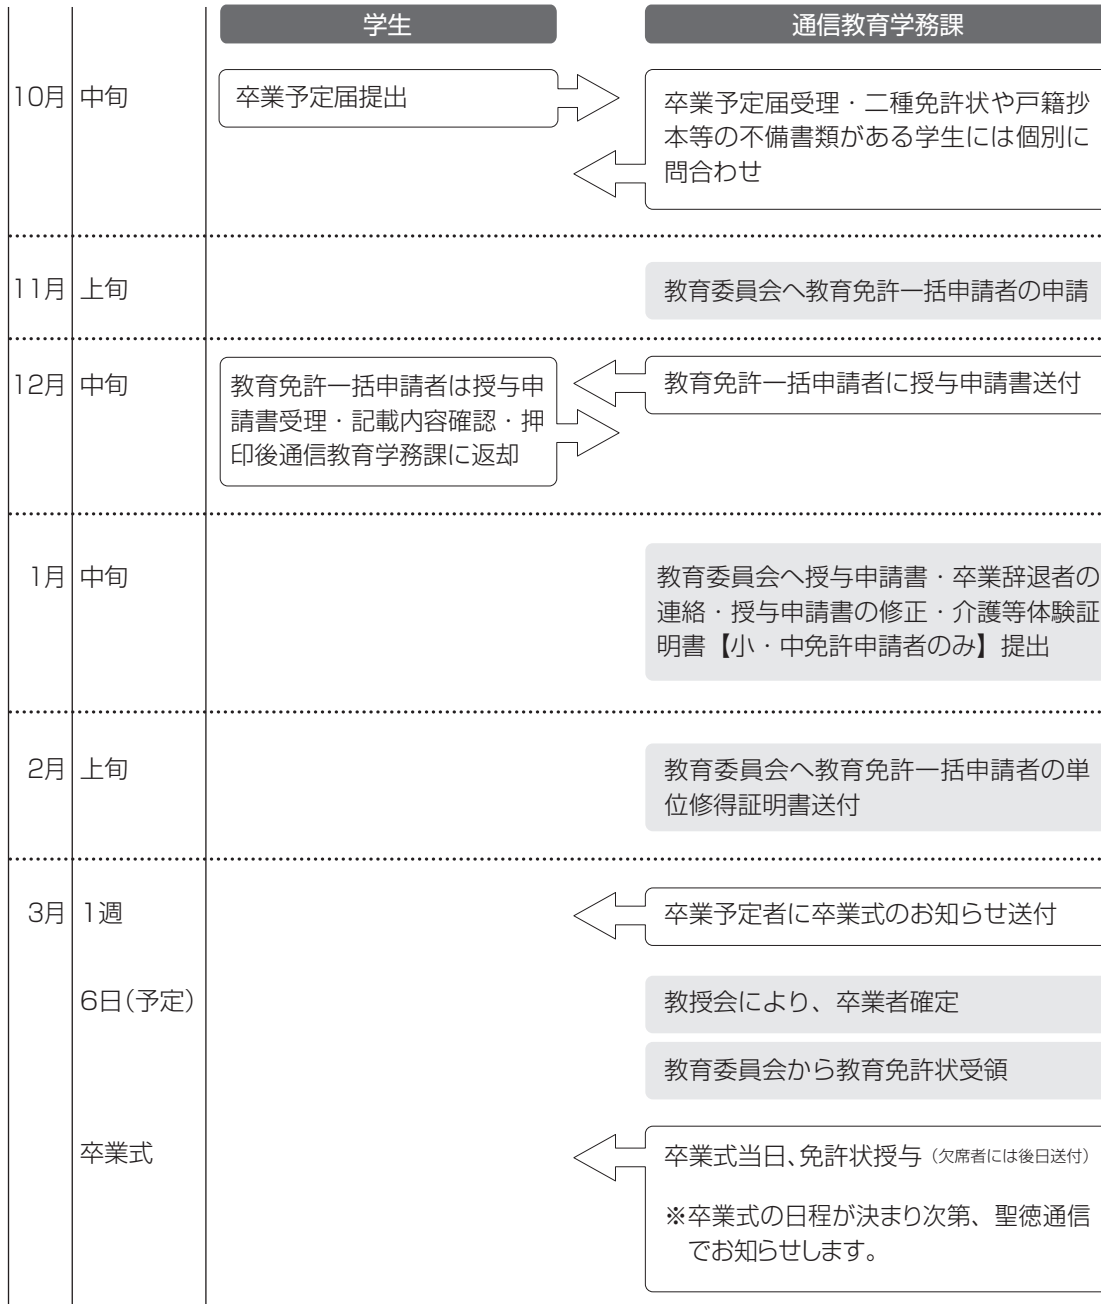 学生
通信教育学務課
10月
中旬
卒業予定届提出
卒業予定届受理・二種免許状や戸籍抄
本等の不備書類がある学生には個別に
問合わせ
11月
上旬
教育委員会へ教育免許一括申請者の申請
12月
中旬
教育免許一括申請者は授与申
請書受理・記載内容確認・押
印後通信教育学務課に返却
教育免許一括申請者に授与申請書送付
1月
中旬
教育委員会へ授与申請書・卒業辞退者の
連絡・授与申請書の修正・介護等体験証
明書【小・中免許申請者のみ】提出
2月
上旬
教育委員会へ教育免許一括申請者の単
位修得証明書送付
3月
1週
卒業予定者に卒業式のお知らせ送付
6日(予定)
教授会により、卒業者確定
教育委員会から教育免許状受領
卒業式
卒業式当日、免許状授与(欠席者には後日送付)
※卒業式の日程が決まり次第、聖徳通信
でお知らせします。